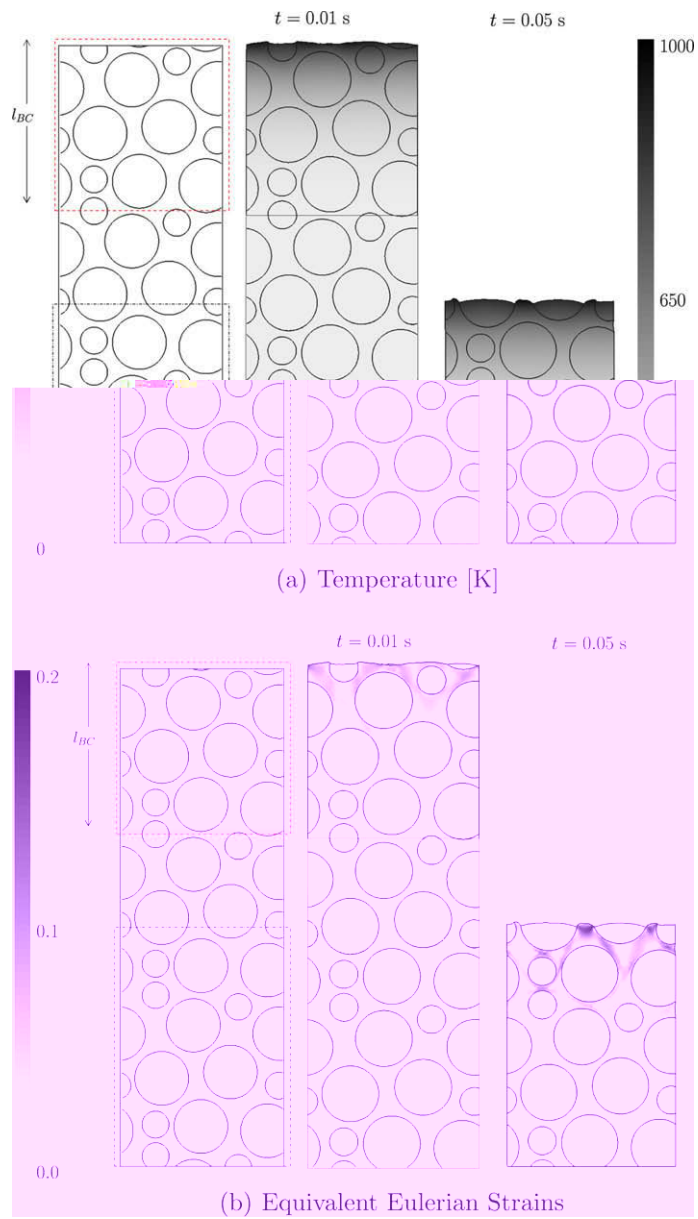 t = 0.01 s
t = 0.05 s
1000
l_BC
650
0
(a) Temperature [K]
t = 0.01 s
t = 0.05 s
0.2
l_BC
0.1
0.0
(b) Equivalent Eulerian Strains